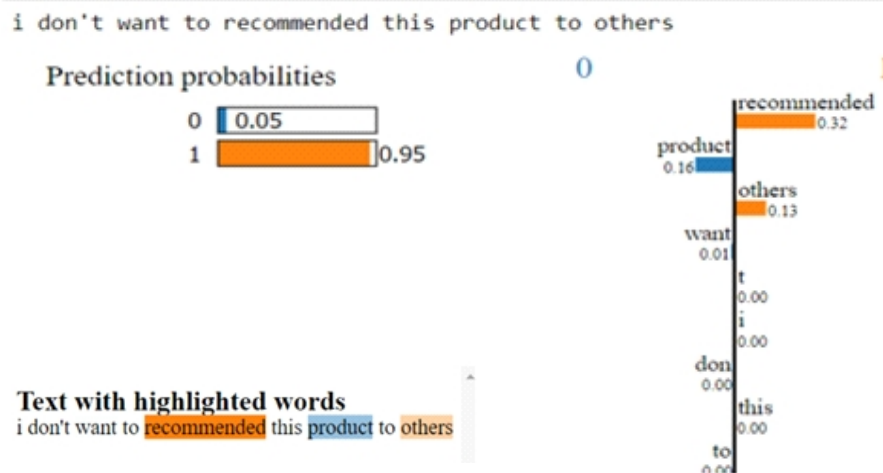 i don't want to recommended this product to others
Prediction probabilities
0 0.05
1 0.95
0
recommended
0.32
product
0.16
others
0.13
want
0.01
t
0.00
i
0.00
don
0.00
this
0.00
to
0.00
Text with highlighted words
i don't want to recommended this product to others